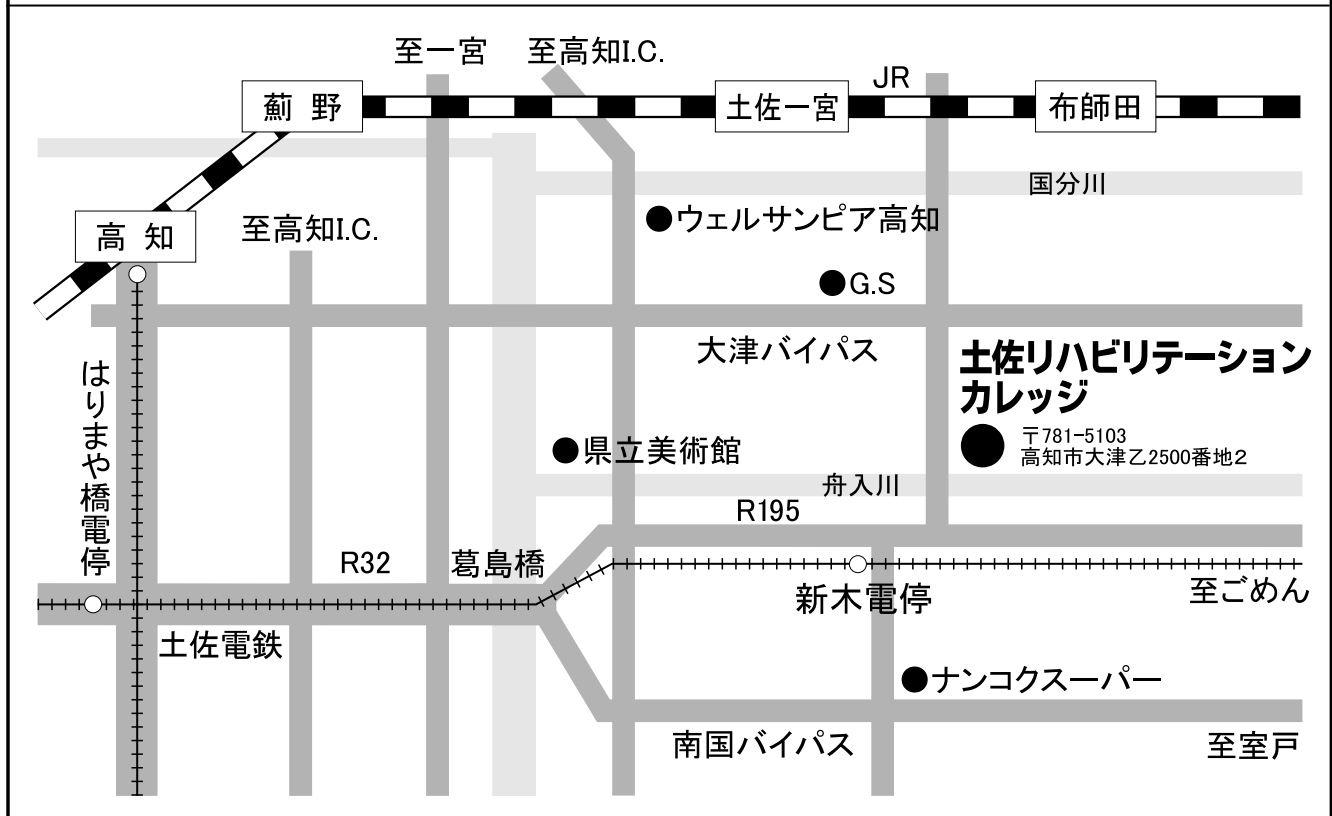 至一宮
至高知I.C.
JR
薊野
土佐一宮
布師田
国分川
高知
至高知I.C.
ウェルサンピア高知
G.S
大津バイパス
土佐リハビリテーション
カレッジ
〒781-5103
高知市大津乙2500番地2
はりまや橋電停
県立美術館
舟入川
R195
R32
葛島橋
新木電停
至ごめん
土佐電鉄
ナンコクスーパー
南国バイパス
至室戸